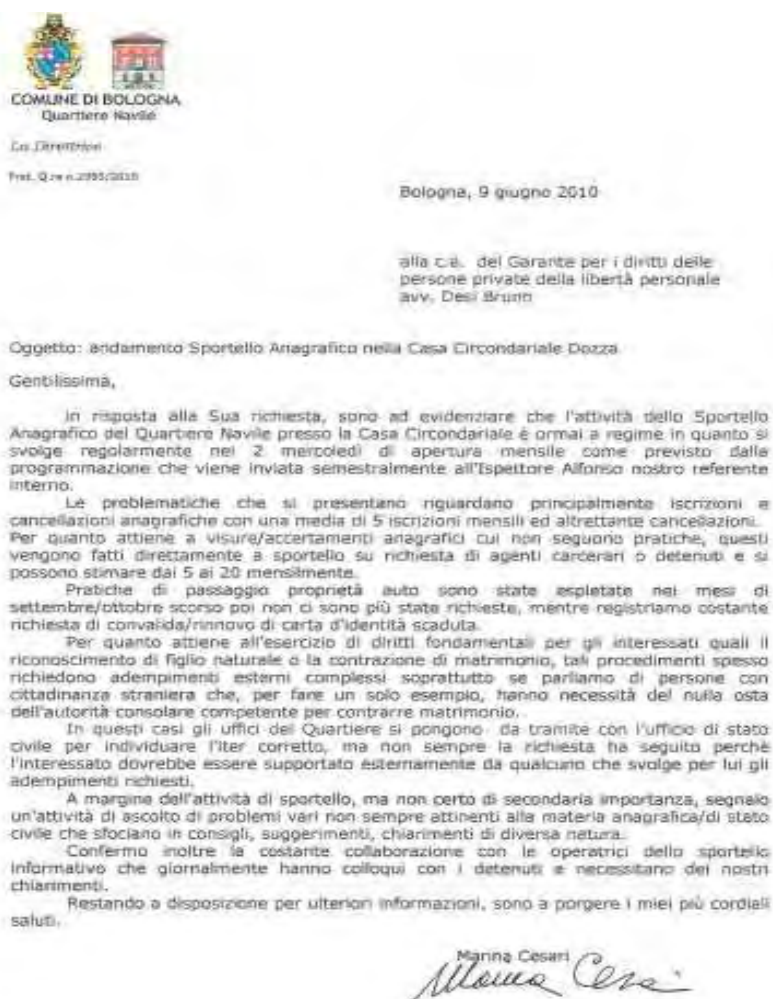 COMUNE DI BOLOGNA
Quartiere Navile
La Direttrice
Prot. Q.re n.2955/2010
Bologna, 9 giugno 2010
alla c.a. del Garante per i diritti delle
persone private della libertà personale
avv. Desi Bruno
Oggetto: andamento Sportello Anagrafico nella Casa Circondariale Dozza
Gentilissima,
In risposta alla Sua richiesta, sono ad evidenziare che l'attività dello Sportello
Anagrafico del Quartiere Navile presso la Casa Circondariale è ormai a regime in quanto si
svolge regolarmente nei 2 mercoledì di apertura mensile come previsto dalla
programmazione che viene inviata semestralmente all'Ispettore Alfonso nostro referente
interno.
Le problematiche che si presentano riguardano principalmente iscrizioni e
cancellazioni anagrafiche con una media di 5 iscrizioni mensili ed altrettante cancellazioni.
Per quanto attiene a visure/accertamenti anagrafici cui non seguono pratiche, questi
vengono fatti direttamente a sportello su richiesta di agenti carcerari o detenuti e si
possono stimare dai 5 ai 20 mensilmente.
Pratiche di passaggio proprietà auto sono state espletate nei mesi di
settembre/ottobre scorso poi non ci sono più state richieste, mentre registriamo costante
richiesta di convalida/rinnovo di carta d'identità scaduta.
Per quanto attiene all'esercizio di diritti fondamentali per gli interessati quali il
riconoscimento di figlio naturale o la contrazione di matrimonio, tali procedimenti spesso
richiedono adempimenti esterni complessi soprattutto se parliamo di persone con
cittadinanza straniera che, per fare un solo esempio, hanno necessità del nulla osta
dell'autorità consolare competente per contrarre matrimonio.
In questi casi gli uffici del Quartiere si pongono da tramite con l'ufficio di stato
civile per individuare l'iter corretto, ma non sempre la richiesta ha seguito perchè
l'interessato dovrebbe essere supportato esternamente da qualcuno che svolge per lui gli
adempimenti richiesti.
A margine dell'attività di sportello, ma non certo di secondaria importanza, segnalo
un'attività di ascolto di problemi vari non sempre attinenti alla materia anagrafica/di stato
civile che sfociano in consigli, suggerimenti, chiarimenti di diversa natura.
Confermo inoltre la costante collaborazione con le operatrici dello sportello
informativo che giornalmente hanno colloqui con i detenuti e necessitano dei nostri
chiarimenti.
Restando a disposizione per ulteriori informazioni, sono a porgere i miei più cordiali
saluti.
Marina Cesari